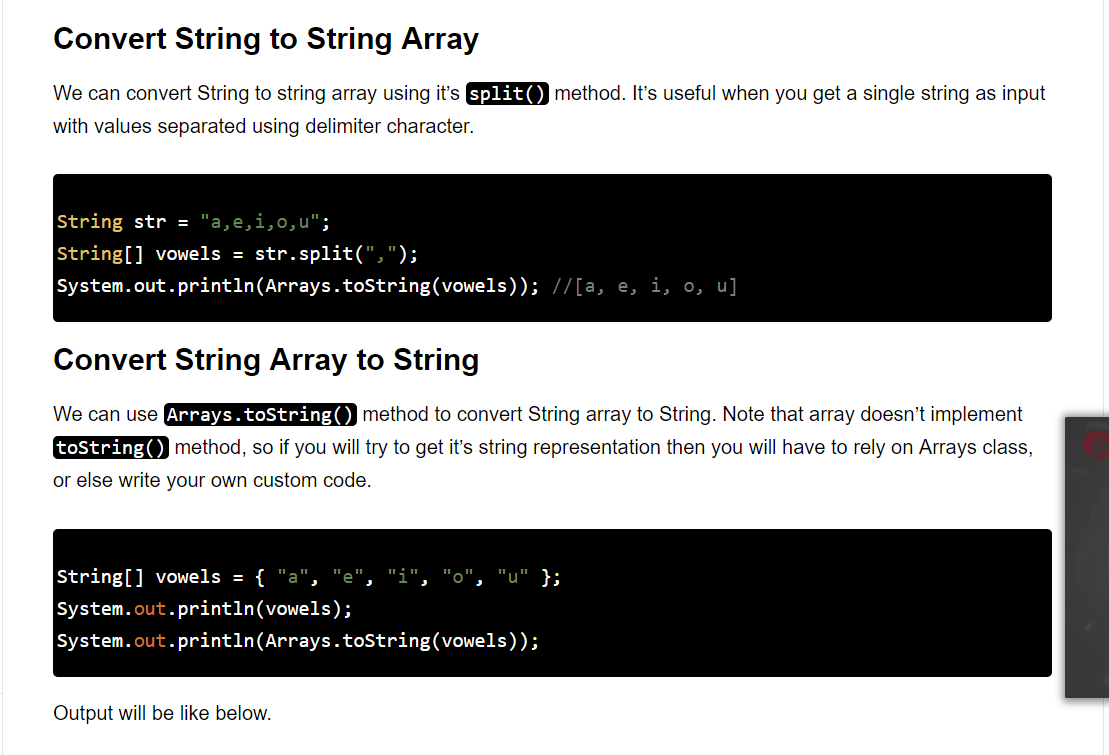 Convert String to String Array
We can convert String to string array using it’s split() method. It’s useful when you get a single string as input
with values separated using delimiter character.
String str = "a,e,i,o,u";
String[] vowels = str.split(",");
System.out.println(Arrays.toString(vowels)); //[a, e, i, o, u]
Convert String Array to String
We can use Arrays.toString() method to convert String array to String. Note that array doesn’t implement
toString() method, so if you will try to get it’s string representation then you will have to rely on Arrays class,
or else write your own custom code.
String[] vowels = { "a", "e", "i", "o", "u" };
System.out.println(vowels);
System.out.println(Arrays.toString(vowels));
Output will be like below.